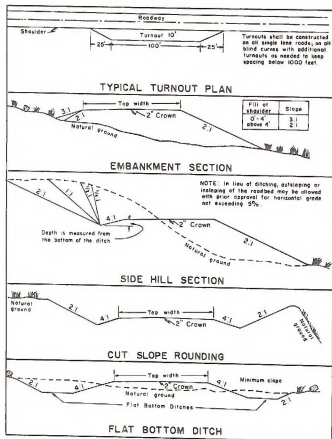 Roadway
Shoulder
Turnout 10'
25'
100'
25'
Turnouts shall be constructed
on all single lane roads; on all
blind curves with additional
turnouts as needed to keep
spacing below 1000 feet.
TYPICAL TURNOUT PLAN
3:1
2:1
Top width
2" Crown
2:1
Natural ground
Fill at
shoulder
Slope
0' - 4'
3:1
above 4'
2:1
EMBANKMENT SECTION
2:1
1:1
4:1
2" Crown
2:1
NOTE: In lieu of ditching, outsloping or
insloping of the roadbed may be allowed
with prior approval for horizontal grade
not exceeding 5%.
Depth is measured from
the bottom of the ditch
Natural ground
SIDE HILL SECTION
Natural
ground
2:1
4:1
Top width
2" Crown
4:1
2:1
Natural
ground
CUT SLOPE ROUNDING
2:1
4:1
Top width
2" Crown
Natural ground
4:1
Minimum slope
2:1
Flat Bottom Ditches
FLAT BOTTOM DITCH